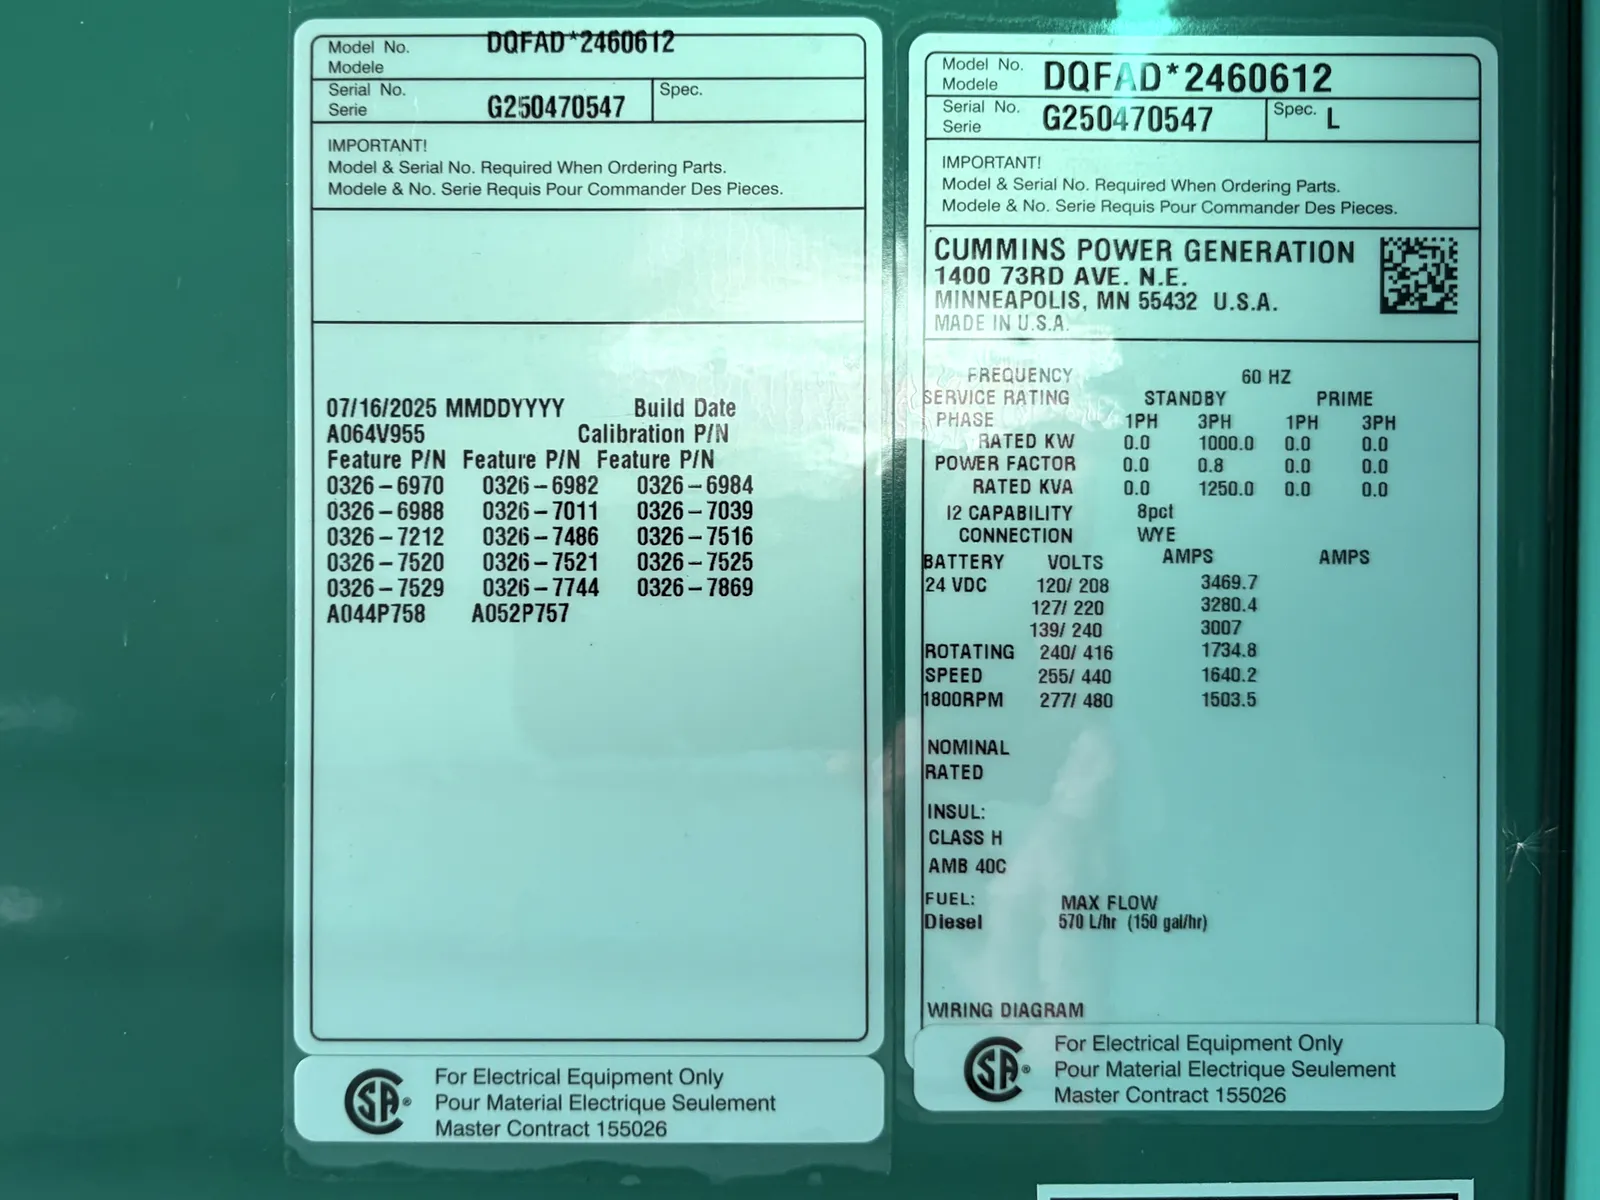 Model No. DQFAD*2460612
Modele
Serial No. G250470547 Spec.
Serie
IMPORTANT!
Model & Serial No. Required When Ordering Parts.
Modele & No. Serie Requis Pour Commander Des Pieces.
07/16/2025 MMDDYYYY Build Date
A064V955 Calibration P/N
Feature P/N Feature P/N Feature P/N
0326-6970 0326-6982 0326-6984
0326-6988 0326-7011 0326-7039
0326-7212 0326-7486 0326-7516
0326-7520 0326-7521 0326-7525
0326-7529 0326-7744 0326-7869
A044P758 A052P757
CSA®
For Electrical Equipment Only
Pour Material Electrique Seulement
Master Contract 155026
Model No. DQFAD*2460612
Modele
Serial No. G250470547 Spec. L
Serie
IMPORTANT!
Model & Serial No. Required When Ordering Parts.
Modele & No. Serie Requis Pour Commander Des Pieces.
CUMMINS POWER GENERATION
1400 73RD AVE. N.E.
MINNEAPOLIS, MN 55432 U.S.A.
MADE IN U.S.A.
FREQUENCY 60 HZ
SERVICE RATING STANDBY PRIME
PHASE 1PH 3PH 1PH 3PH
RATED KW 0.0 1000.0 0.0 0.0
POWER FACTOR 0.0 0.8 0.0 0.0
RATED KVA 0.0 1250.0 0.0 0.0
I2 CAPABILITY 8pct
CONNECTION WYE
BATTERY VOLTS AMPS AMPS
24 VDC 120/ 208 3469.7
127/ 220 3280.4
139/ 240 3007
ROTATING 240/ 416 1734.8
SPEED 255/ 440 1640.2
1800RPM 277/ 480 1503.5
NOMINAL
RATED
INSUL:
CLASS H
AMB 40C
FUEL: MAX FLOW
Diesel 570 L/hr (150 gal/hr)
WIRING DIAGRAM
CSA®
For Electrical Equipment Only
Pour Material Electrique Seulement
Master Contract 155026